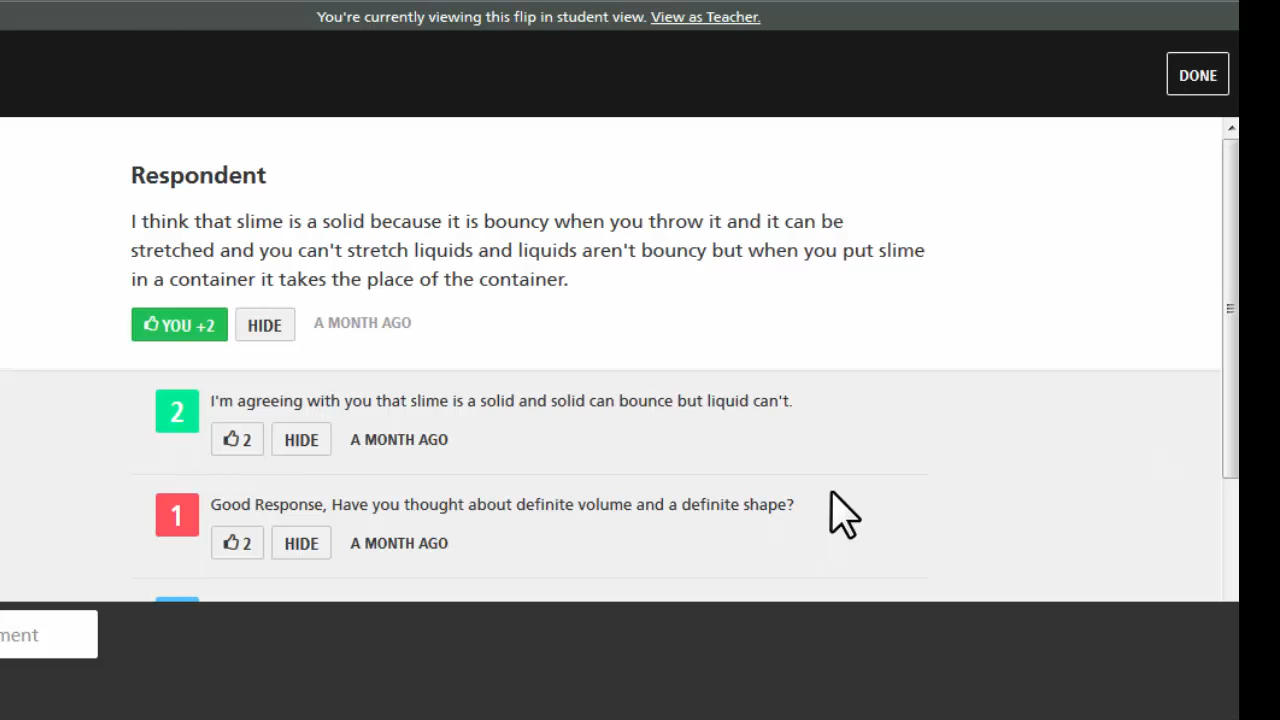 You're currently viewing this flip in student view. View as Teacher.
DONE
Respondent
I think that slime is a solid because it is bouncy when you throw it and it can be
stretched and you can't stretch liquids and liquids aren't bouncy but when you put slime
in a container it takes the place of the container.
YOU +2 HIDE A MONTH AGO
2 I'm agreeing with you that slime is a solid and solid can bounce but liquid can't.
2 HIDE A MONTH AGO
1 Good Response, Have you thought about definite volume and a definite shape?
2 HIDE A MONTH AGO
ment